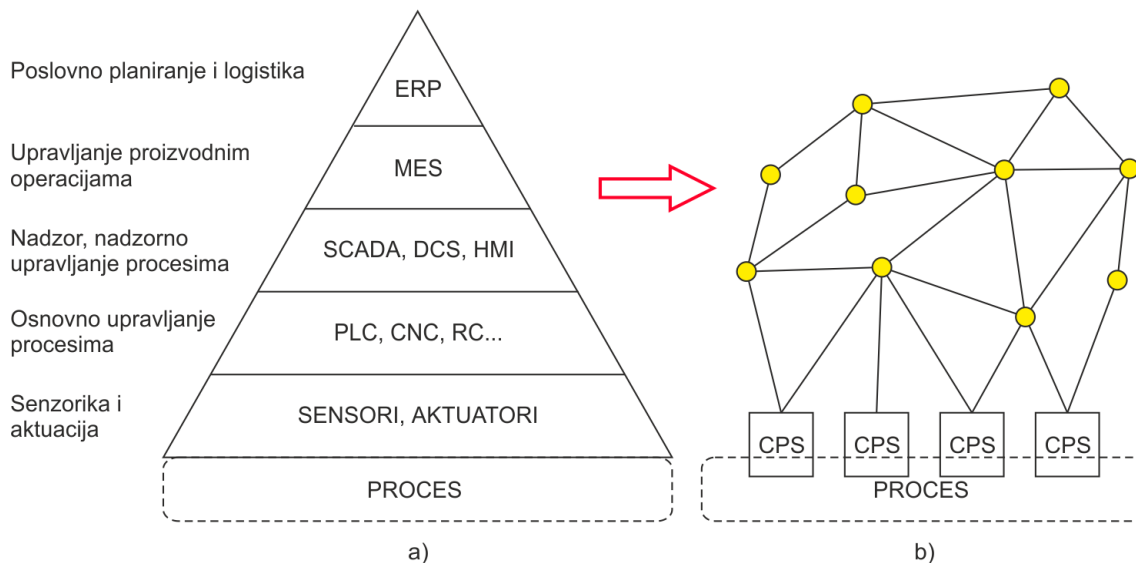 Poslovno planiranje i logistika
ERP
Upravljanje proizvodnim
operacijama
MES
Nadzor, nadzorno
upravljanje procesima
SCADA, DCS, HMI
Osnovno upravljanje
procesima
PLC, CNC, RC...
Senzorika i
aktuacija
SENSORI, AKTUATORI
PROCES
a)
CPS
CPS
CPS
CPS
PROCES
b)